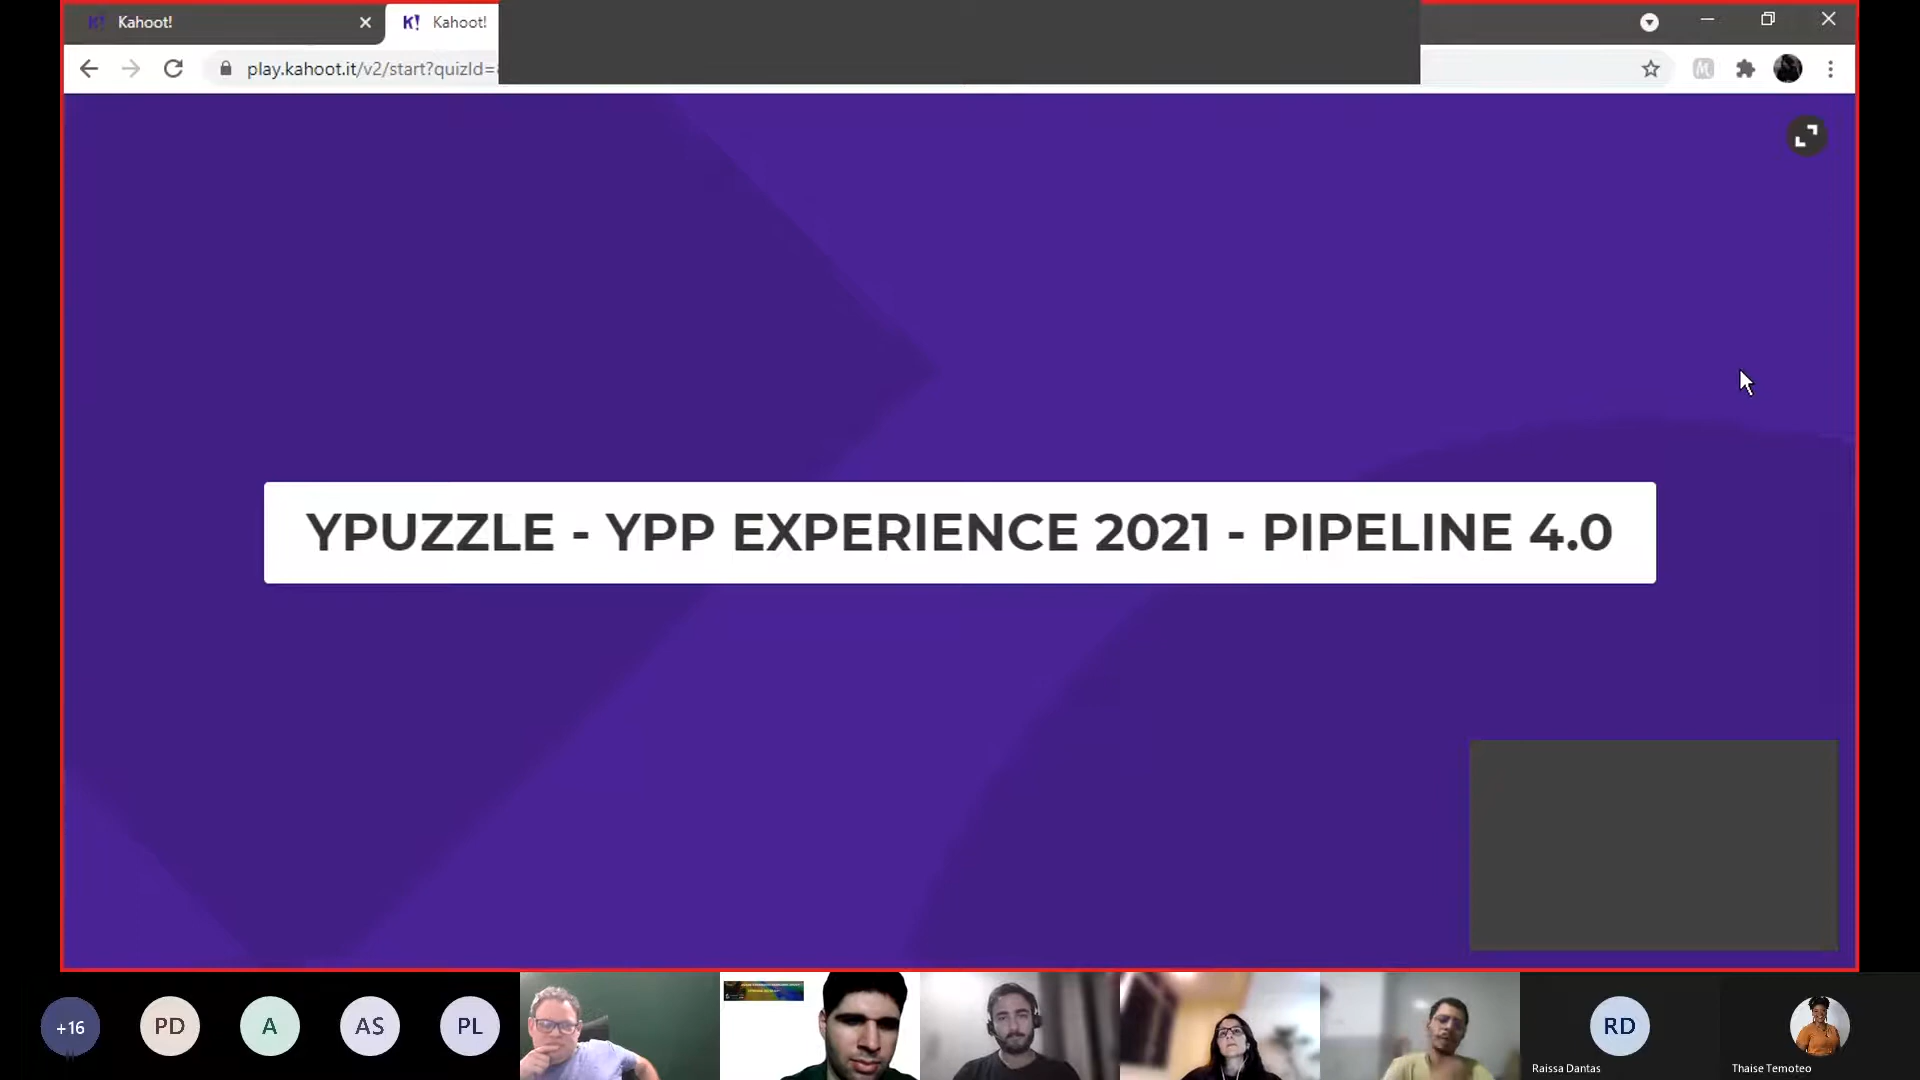 K! Kahoot!
K! Kahoot!
play.kahoot.it/v2/start?quizId=
YPUZZLE - YPP EXPERIENCE 2021 - PIPELINE 4.0
+16
PD
A
AS
PL
RD
Raissa Dantas
Thaise Temoteo